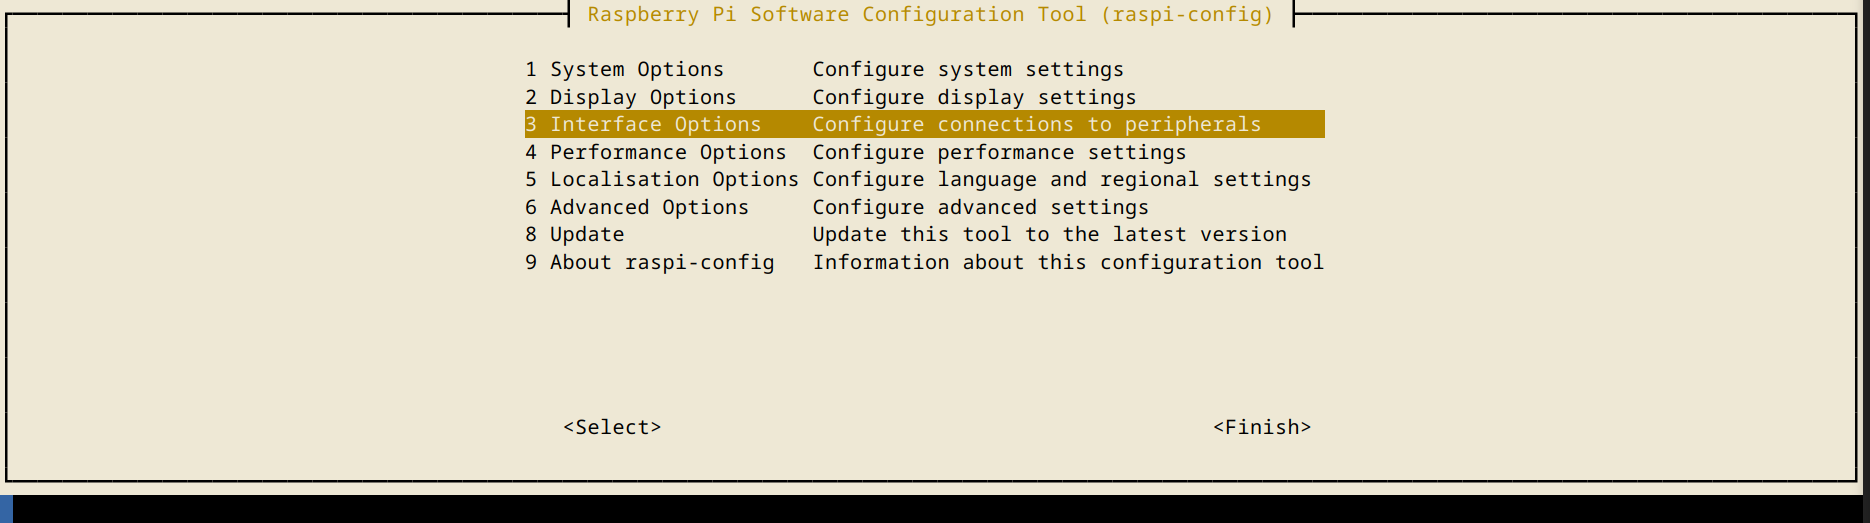 Raspberry Pi Software Configuration Tool (raspi-config)
1 System Options Configure system settings
2 Display Options Configure display settings
3 Interface Options Configure connections to peripherals
4 Performance Options Configure performance settings
5 Localisation Options Configure language and regional settings
6 Advanced Options Configure advanced settings
8 Update Update this tool to the latest version
9 About raspi-config Information about this configuration tool
<Select> <Finish>